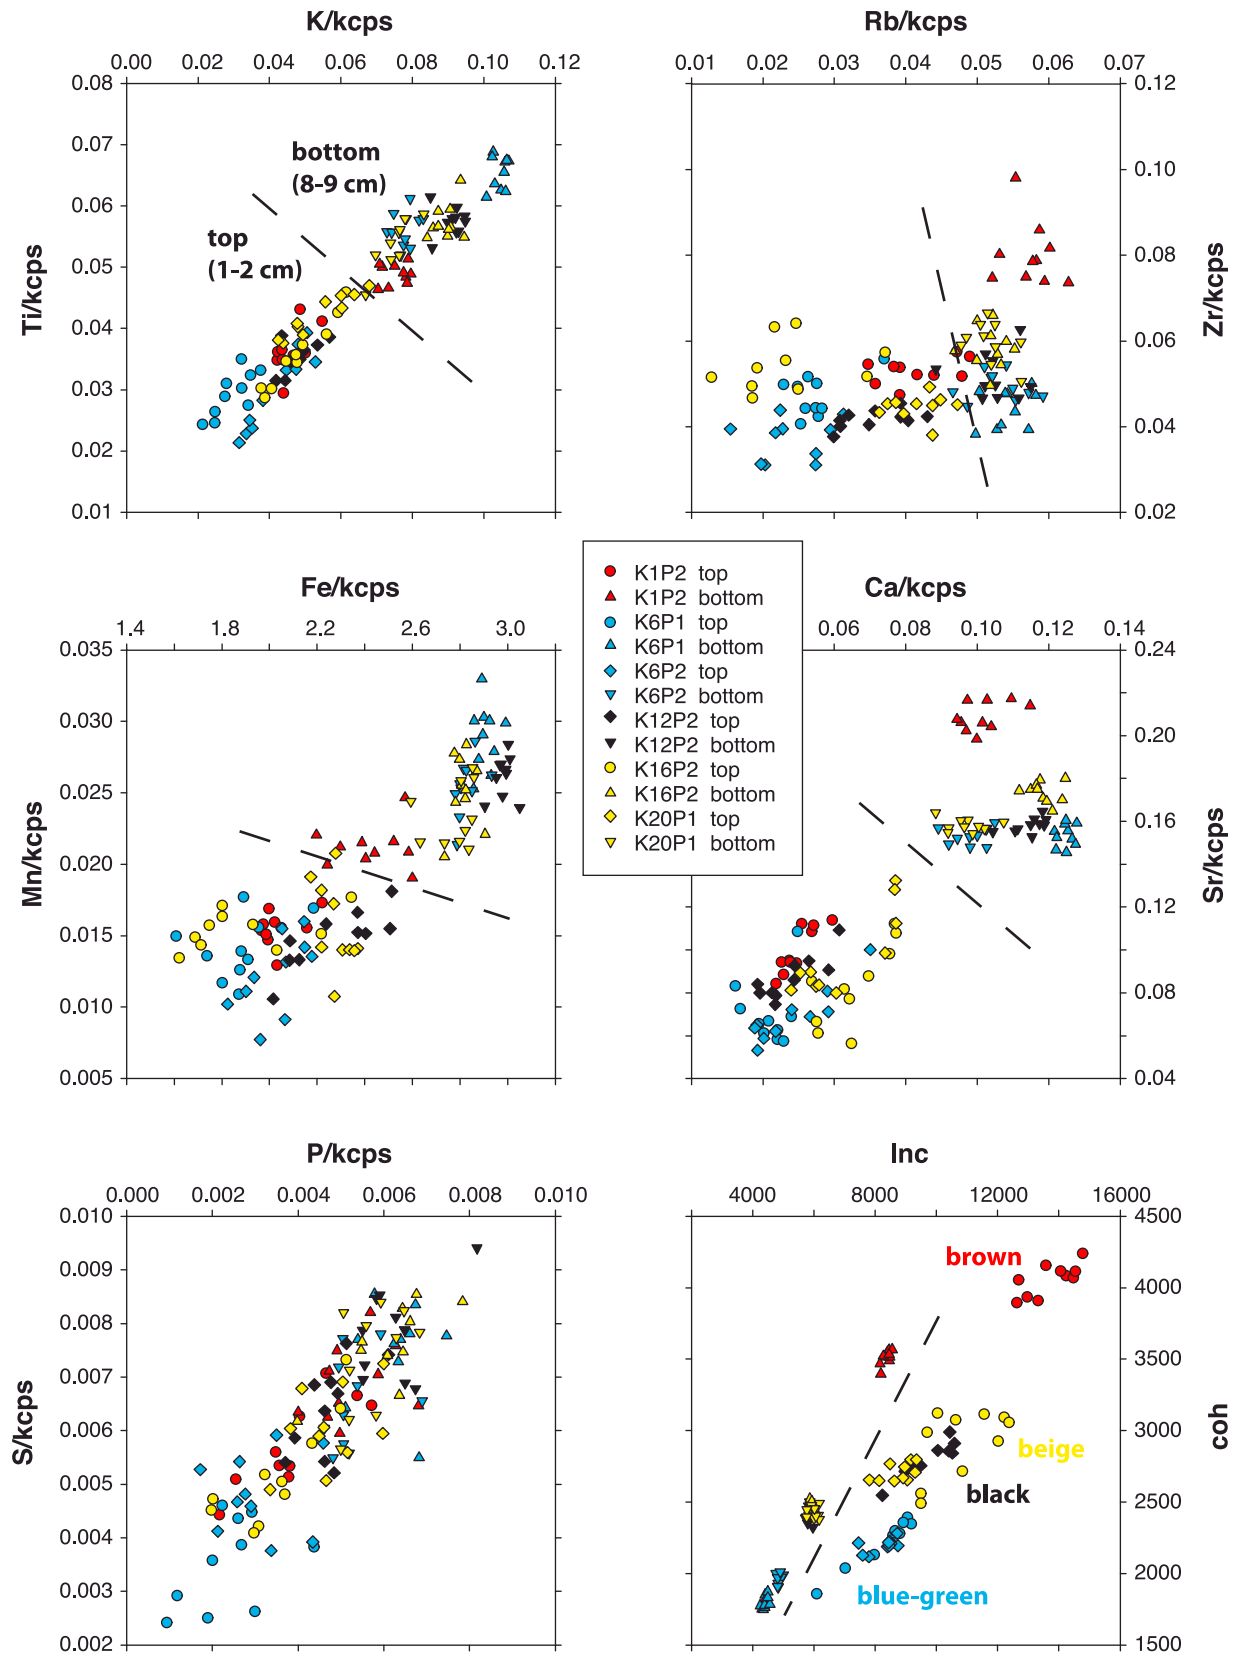 K/kcps
Rb/kcps
0.00 0.02 0.04 0.06 0.08 0.10 0.12
0.01 0.02 0.03 0.04 0.05 0.06 0.07
0.08
0.07
0.06
0.05
0.04
0.03
0.02
0.01
Ti/kcps
bottom
(8-9 cm)
top
(1-2 cm)
0.12
0.10
0.08
0.06
0.04
0.02
Zr/kcps
Fe/kcps
Ca/kcps
1.4 1.8 2.2 2.6 3.0
0.06 0.08 0.10 0.12 0.14
0.035
0.030
0.025
0.020
0.015
0.010
0.005
Mn/kcps
K1P2 top
K1P2 bottom
K6P1 top
K6P1 bottom
K6P2 top
K6P2 bottom
K12P2 top
K12P2 bottom
K16P2 top
K16P2 bottom
K20P1 top
K20P1 bottom
0.24
0.20
0.16
0.12
0.08
0.04
Sr/kcps
P/kcps
Inc
0.000 0.002 0.004 0.006 0.008 0.010
4000 8000 12000 16000
0.010
0.009
0.008
0.007
0.006
0.005
0.004
0.003
0.002
S/kcps
brown
beige
black
blue-green
4500
4000
3500
3000
2500
2000
1500
coh